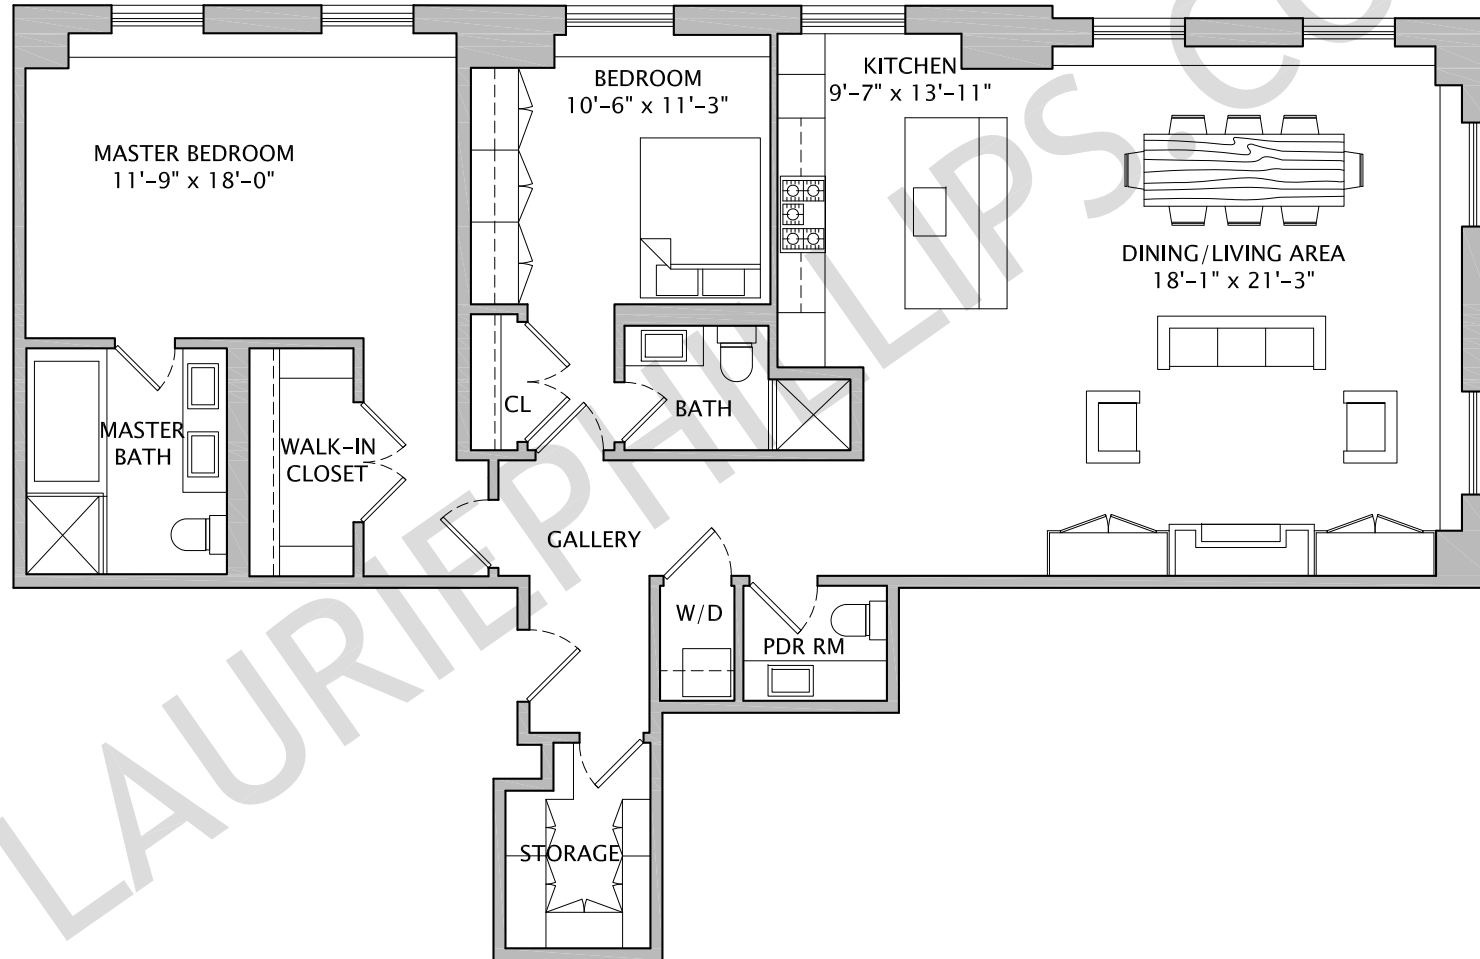 KITCHEN
9'-7" x 13'-11"
BEDROOM
10'-6" x 11'-3"
MASTER BEDROOM
11'-9" x 18'-0"
DINING/LIVING AREA
18'-1" x 21'-3"
CL
BATH
MASTER
BATH
WALK-IN
CLOSET
GALLERY
W/D
PDR RM
STORAGE
LAURIEPHILLIPS.CO